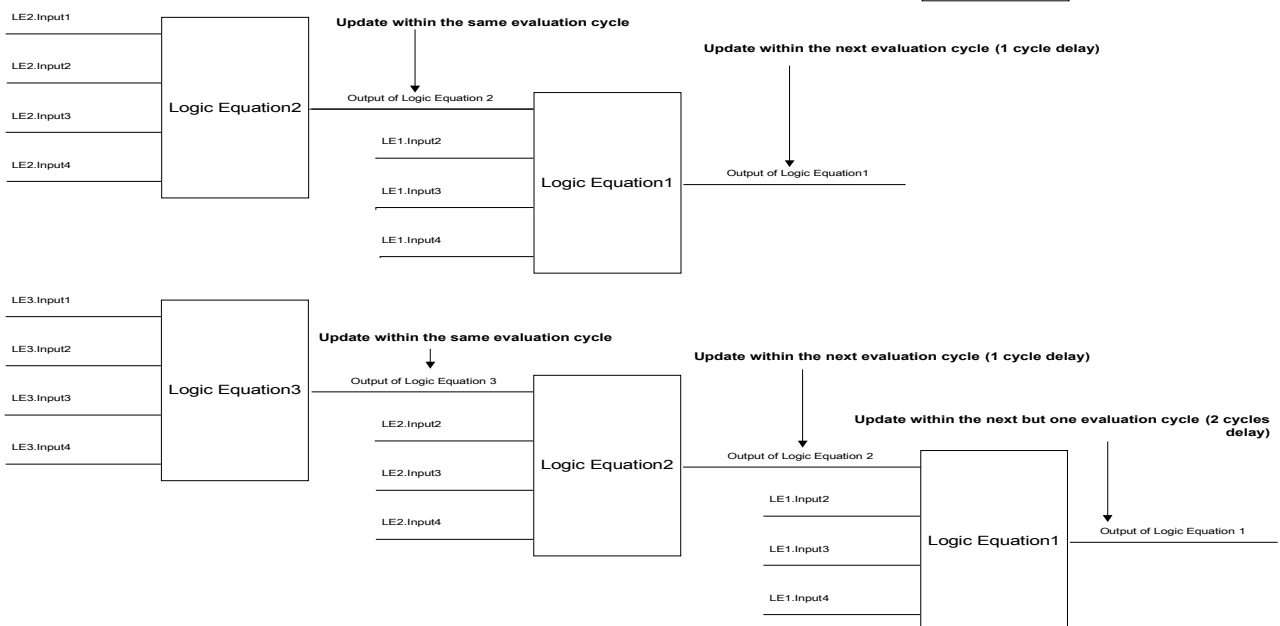 LE2.Input1
LE2.Input2
LE2.Input3
LE2.Input4
Logic Equation2
Update within the same evaluation cycle
Output of Logic Equation 2
LE1.Input2
LE1.Input3
LE1.Input4
Logic Equation1
Update within the next evaluation cycle (1 cycle delay)
Output of Logic Equation1
LE3.Input1
LE3.Input2
LE3.Input3
LE3.Input4
Logic Equation3
Update within the same evaluation cycle
Output of Logic Equation 3
LE2.Input2
LE2.Input3
LE2.Input4
Logic Equation2
Update within the next evaluation cycle (1 cycle delay)
Output of Logic Equation 2
LE1.Input2
LE1.Input3
LE1.Input4
Logic Equation1
Update within the next but one evaluation cycle (2 cycles
delay)
Output of Logic Equation 1